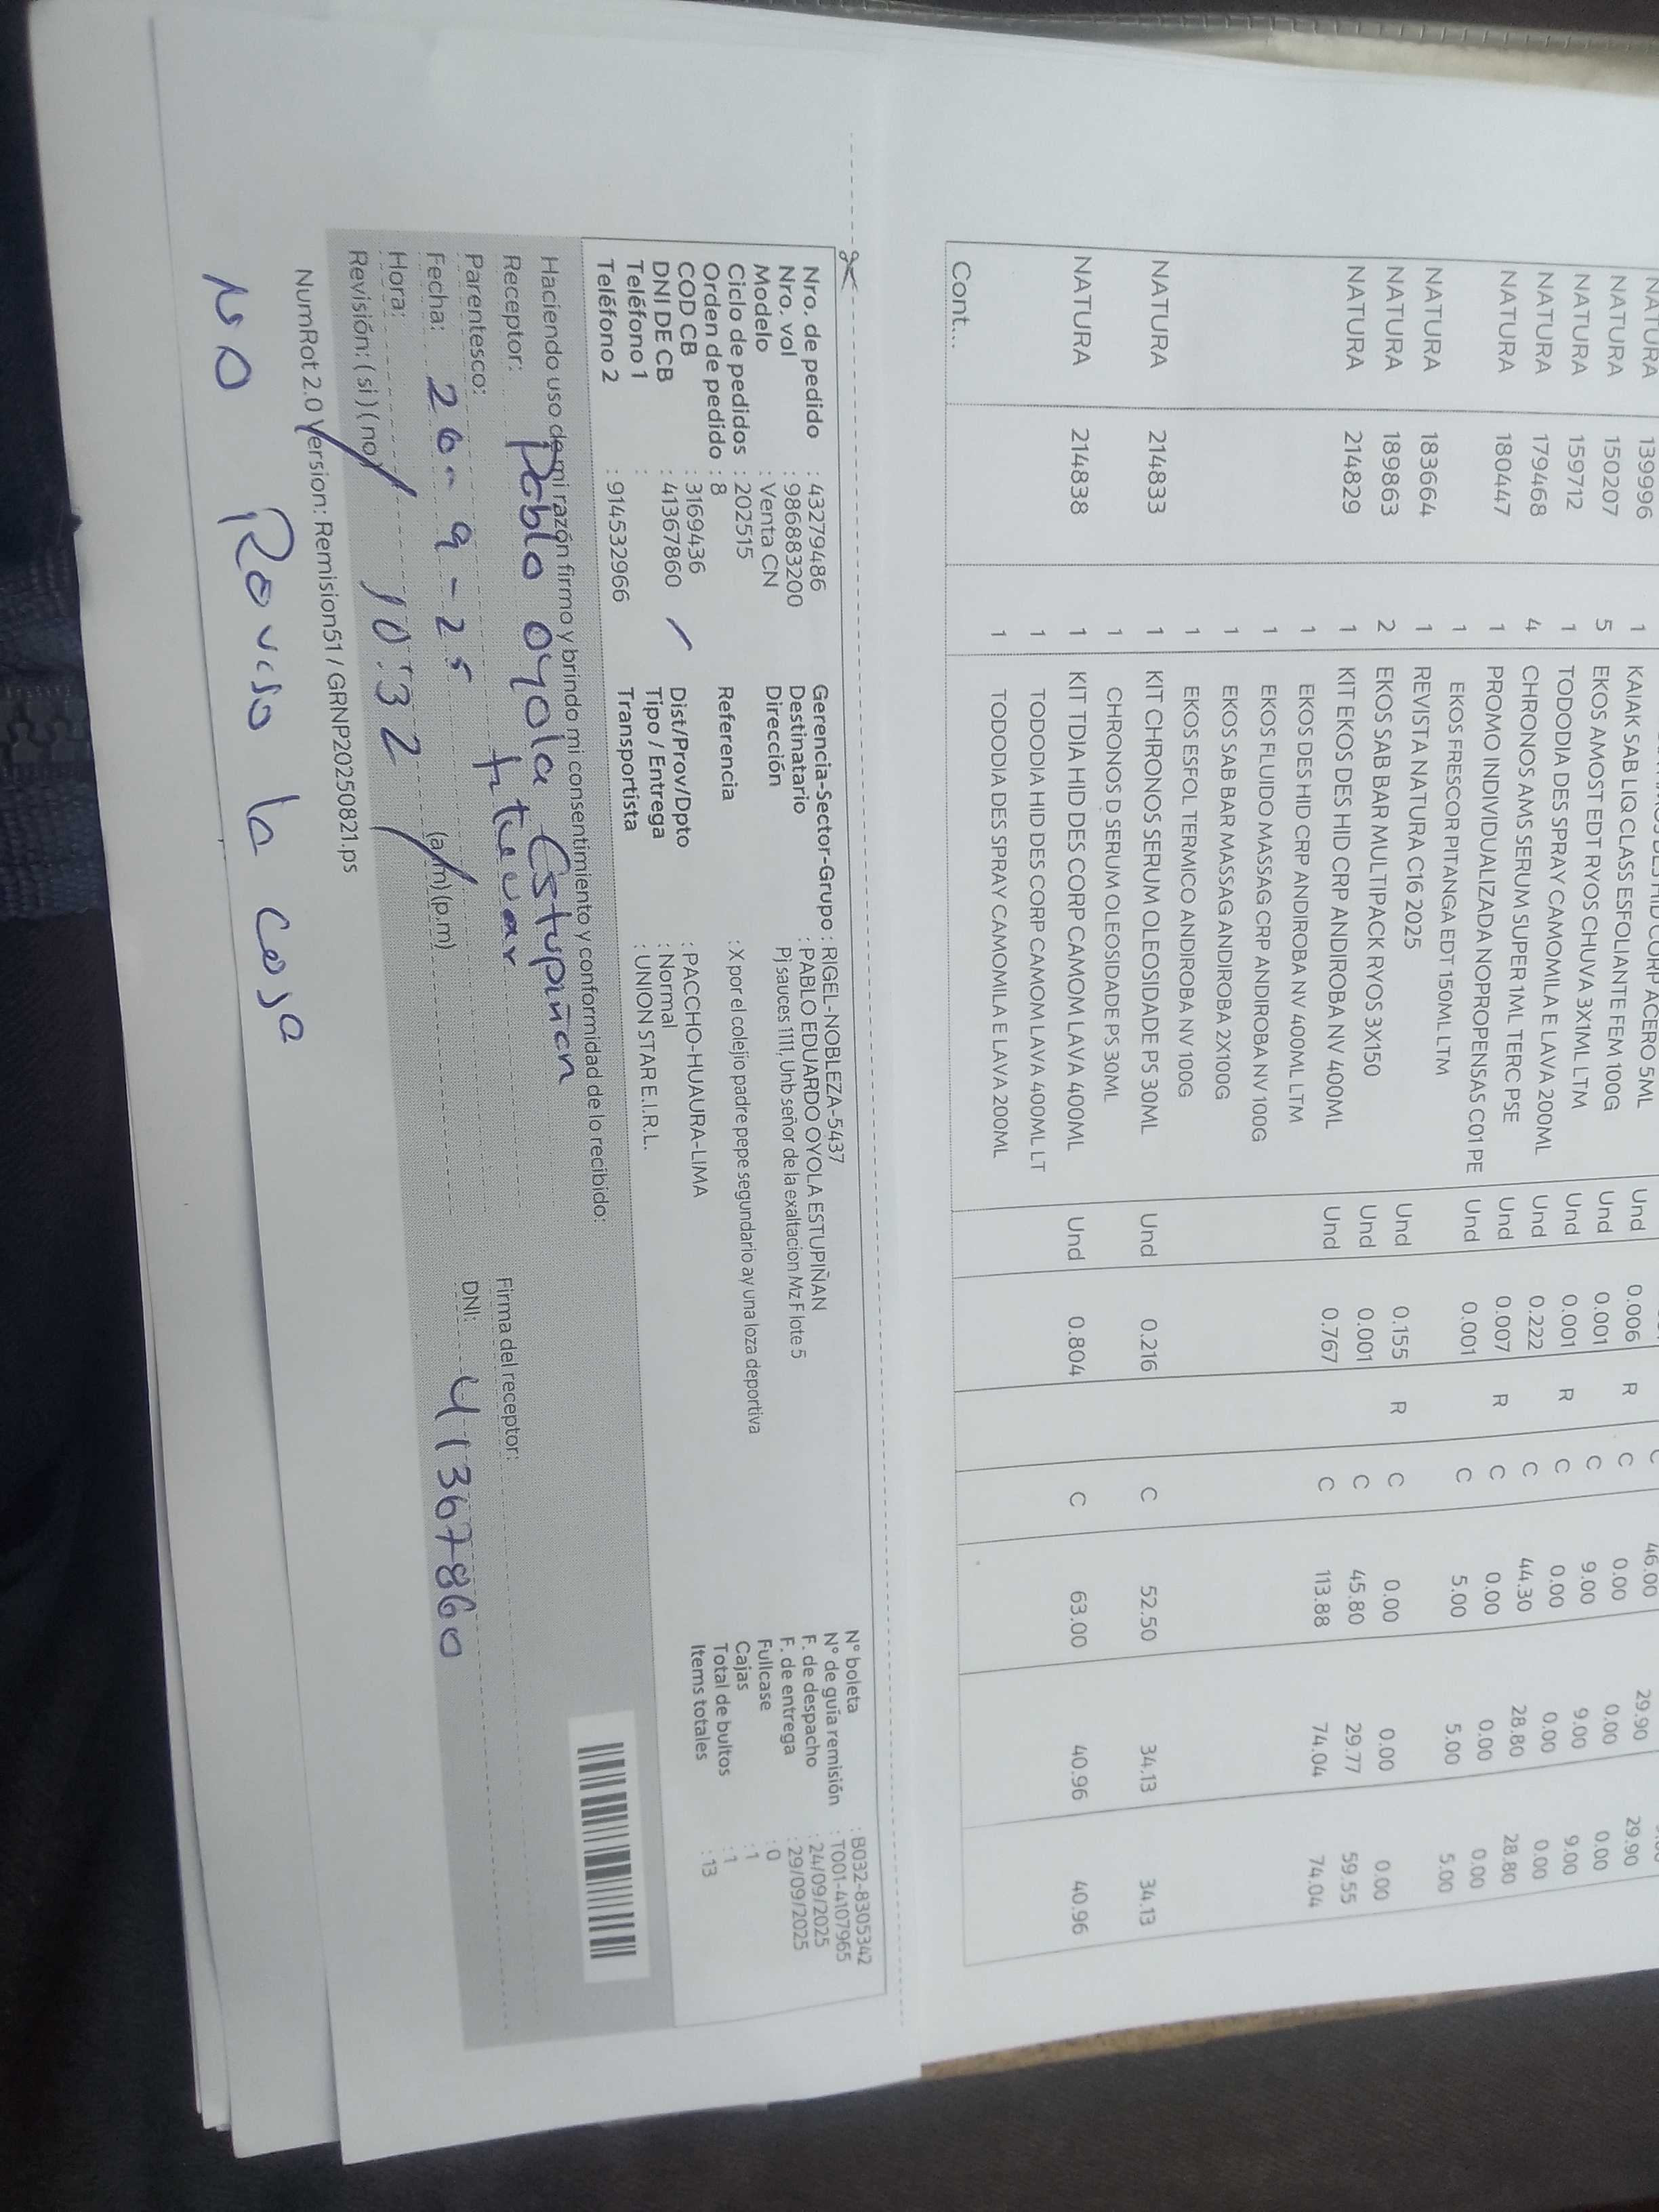 NATURA 139996 1 KAIAK SAB LIQ CLASS ESFOLIANTE FEM 100G Und 0.006 R C 46.00 29.90 29.90
NATURA 150207 5 EKOS AMOST EDT RYOS CHUVA 3X1ML LTM Und 0.001 C 0.00 0.00 0.00
NATURA 159712 1 TODODIA DES SPRAY CAMOMILA E LAVA 200ML Und 0.001 R C 9.00 9.00 9.00
NATURA 179468 4 CHRONOS AMS SERUM SUPER 1ML TERC PSE Und 0.222 C 0.00 0.00 0.00
NATURA 180447 1 PROMO INDIVIDUALIZADA NOPROPENSAS C01 PE Und 0.007 R C 44.30 28.80 28.80
1 EKOS FRESCOR PITANGA EDT 150ML LTM Und 0.001 C 0.00 0.00 0.00
NATURA 183664 1 REVISTA NATURA C16 2025 5.00 5.00 5.00
NATURA 189863 2 EKOS SAB BAR MULTIPACK RYOS 3X150 Und 0.155 R C 0.00 0.00 0.00
NATURA 214829 1 KIT EKOS DES HID CRP ANDIROBA NV 400ML Und 0.001 C 45.80 29.77 59.55
1 EKOS DES HID CRP ANDIROBA NV 400ML LTM Und 0.767 C 113.88 74.04 74.04
1 EKOS FLUIDO MASSAG CRP ANDIROBA NV 100G
1 EKOS SAB BAR MASSAG ANDIROBA 2X100G
1 EKOS ESFOL TERMICO ANDIROBA NV 100G
NATURA 214833 1 KIT CHRONOS SERUM OLEOSIDADE PS 30ML Und 0.216 C 52.50 34.13 34.13
1 CHRONOS D SERUM OLEOSIDADE PS 30ML
NATURA 214838 1 KIT TDIA HID DES CORP CAMOM LAVA 400ML Und 0.804 C 63.00 40.96 40.96
1 TODODIA HID DES CORP CAMOM LAVA 400ML LT
1 TODODIA DES SPRAY CAMOMILA E LAVA 200ML
Cont...
Nro. de pedido : 43279486
Nro. vol : 986883200
Modelo : Venta CN
Ciclo de pedidos : 202515
Orden de pedido : 8
COD CB : 3169436
DNI DE CB : 41367860
Teléfono 1 :
Teléfono 2 : 914532966
Gerencia-Sector-Grupo : RIGEL-NOBLEZA-5437
Destinatario : PABLO EDUARDO OYOLA ESTUPIÑAN
Dirección Pj sauces 1111, Unb señor de la exaltacion Mz F lote 5
Referencia : X por el colejio padre pepe segundario ay una loza deportiva
Dist/Prov/Dpto : PACCHO-HUAURA-LIMA
Tipo / Entrega : Normal
Transportista : UNION STAR E.I.R.L.
N° boleta : B032-8305342
N° de guía remisión : T001-4107965
F. de despacho : 24/09/2025
F. de entrega : 29/09/2025
Fullcase : 0
Cajas : 1
Total de bultos : 1
Items totales : 13
Haciendo uso de mi razón firmo y brindo mi consentimiento y conformidad de lo recibido:
Receptor: Pablo oyola Estupiñan
Parentesco: titular
Firma del receptor:
Fecha: 26-9-25
DNI: 41367860
Hora: 10:32 (a.m)(p.m)
Revisión: (si)(no)
NumRot 2.0 Version: Remision51 / GRNP20250821.ps
NO Reviso la caja